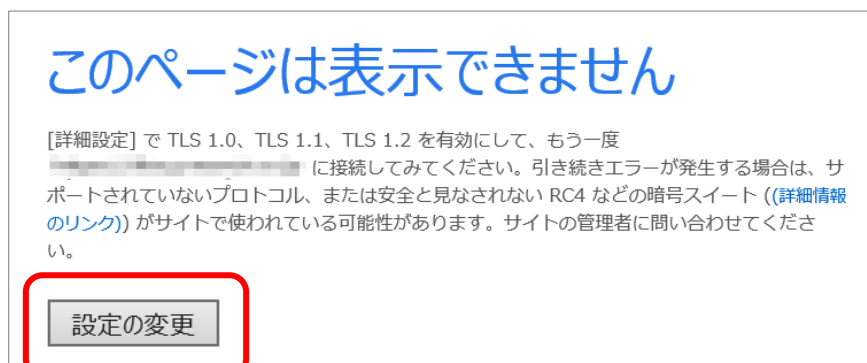 このページは表示できません
[詳細設定] で TLS 1.0、TLS 1.1、TLS 1.2 を有効にして、もう一度
に接続してみてください。引き続きエラーが発生する場合は、サ
ポートされていないプロトコル、または安全と見なされない RC4 などの暗号スイート ((詳細情報
のリンク)) がサイトで使われている可能性があります。サイトの管理者に問い合わせてくださ
い。
設定の変更